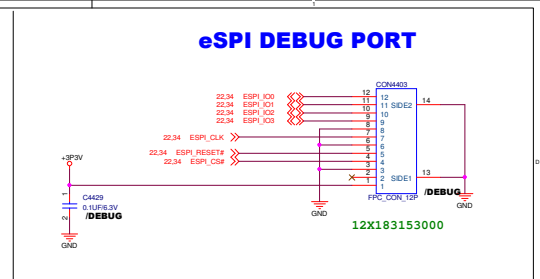 eSPI DEBUG PORT
CON4403
22,34 ESPI_IO0 12 12
22,34 ESPI_IO1 11 11 SIDE2 14
22,34 ESPI_IO2 10 10
22,34 ESPI_IO3 9 9
8 8
22,34 ESPI_CLK 7 7
6 6
22,34 ESPI_RESET# 5 5
22,34 ESPI_CS# 4 4
3 3
2 2 SIDE1 13
1 1
+3P3V
FPC_CON_12P
/DEBUG
1
C4429
0.1UF/6.3V
2
/DEBUG
GND
GND
GND
12X183153000
D